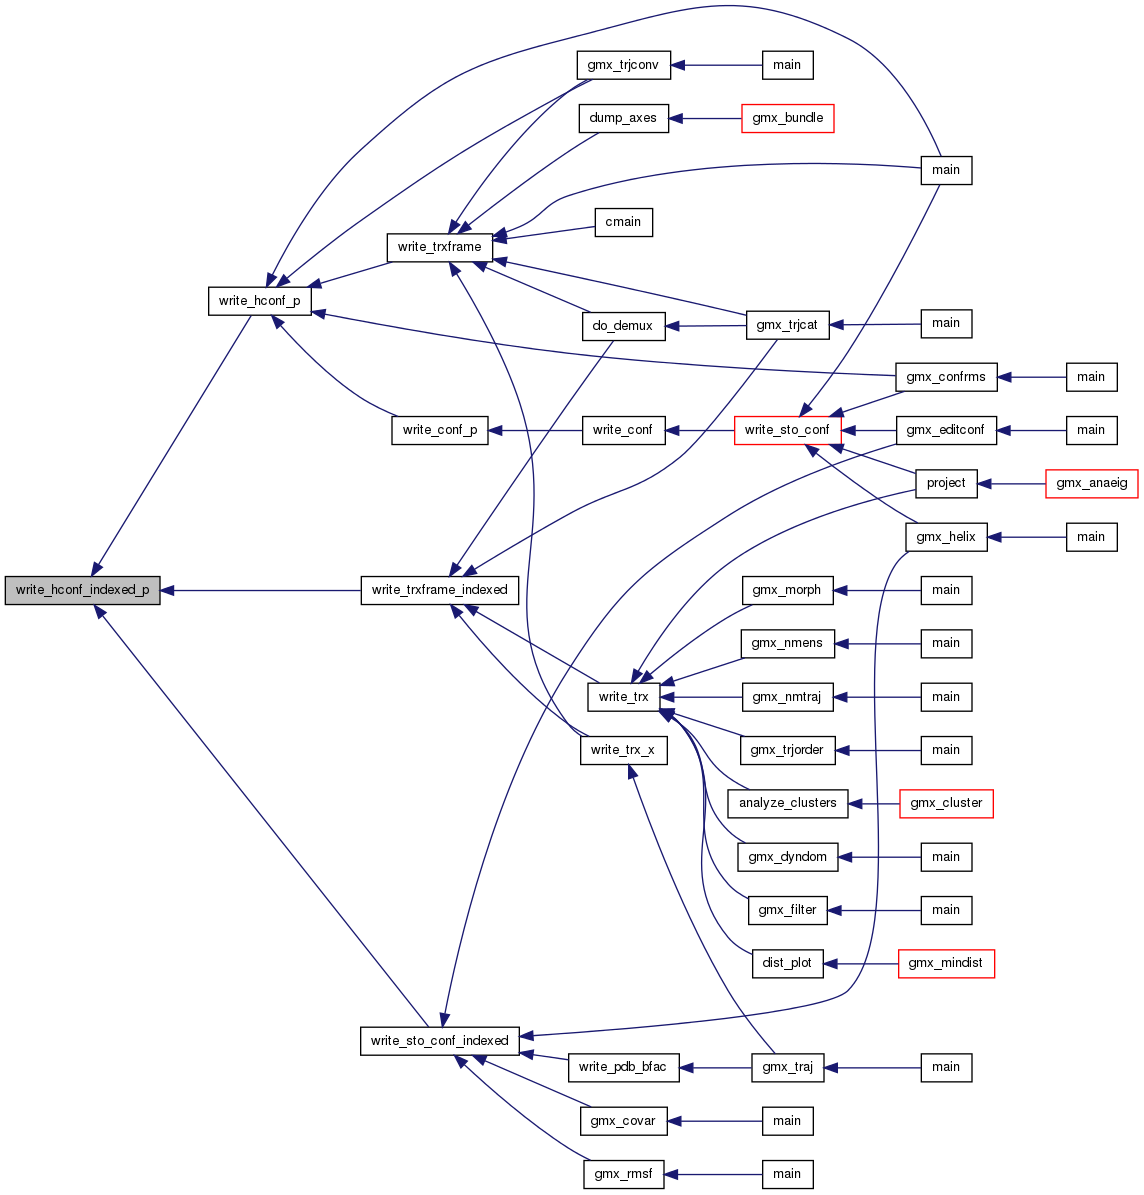 gmx_trjconv
main
dump_axes
gmx_bundle
main
cmain
write_trxframe
write_hconf_p
gmx_trjcat
main
do_demux
gmx_confrms
main
write_conf_p
write_conf
write_sto_conf
gmx_editconf
main
project
gmx_anaeig
gmx_helix
main
write_hconf_indexed_p
write_trxframe_indexed
gmx_morph
main
gmx_nmens
main
write_trx
gmx_nmtraj
main
write_trx_x
gmx_trjorder
main
analyze_clusters
gmx_cluster
gmx_dyndom
main
gmx_filter
main
dist_plot
gmx_mindist
write_sto_conf_indexed
write_pdb_bfac
gmx_traj
main
gmx_covar
main
gmx_rmsf
main